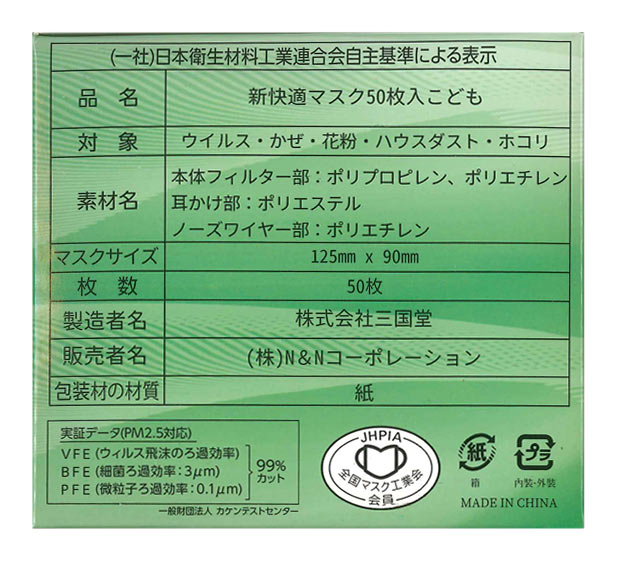 (一社)日本衛生材料工業連合会自主基準による表示
品 名 新快適マスク50枚入こども
対 象 ウイルス・かぜ・花粉・ハウスダスト・ホコリ
素材名 本体フィルター部：ポリプロピレン、ポリエチレン
耳かけ部：ポリエステル
ノーズワイヤー部：ポリエチレン
マスクサイズ 125mm x 90mm
枚 数 50枚
製造者名 株式会社三国堂
販売者名 (株)N＆Nコーポレーション
包装材の材質 紙
実証データ(PM2.5対応)
VFE(ウィルス飛沫のろ過効率)
BFE(細菌ろ過効率：3μm)
PFE(微粒子ろ過効率：0.1μm)
99%
カット
一般財団法人 カケンテストセンター
JHPIA
全国マスク工業会
会員
紙
箱
プラ
内装·外装
MADE IN CHINA